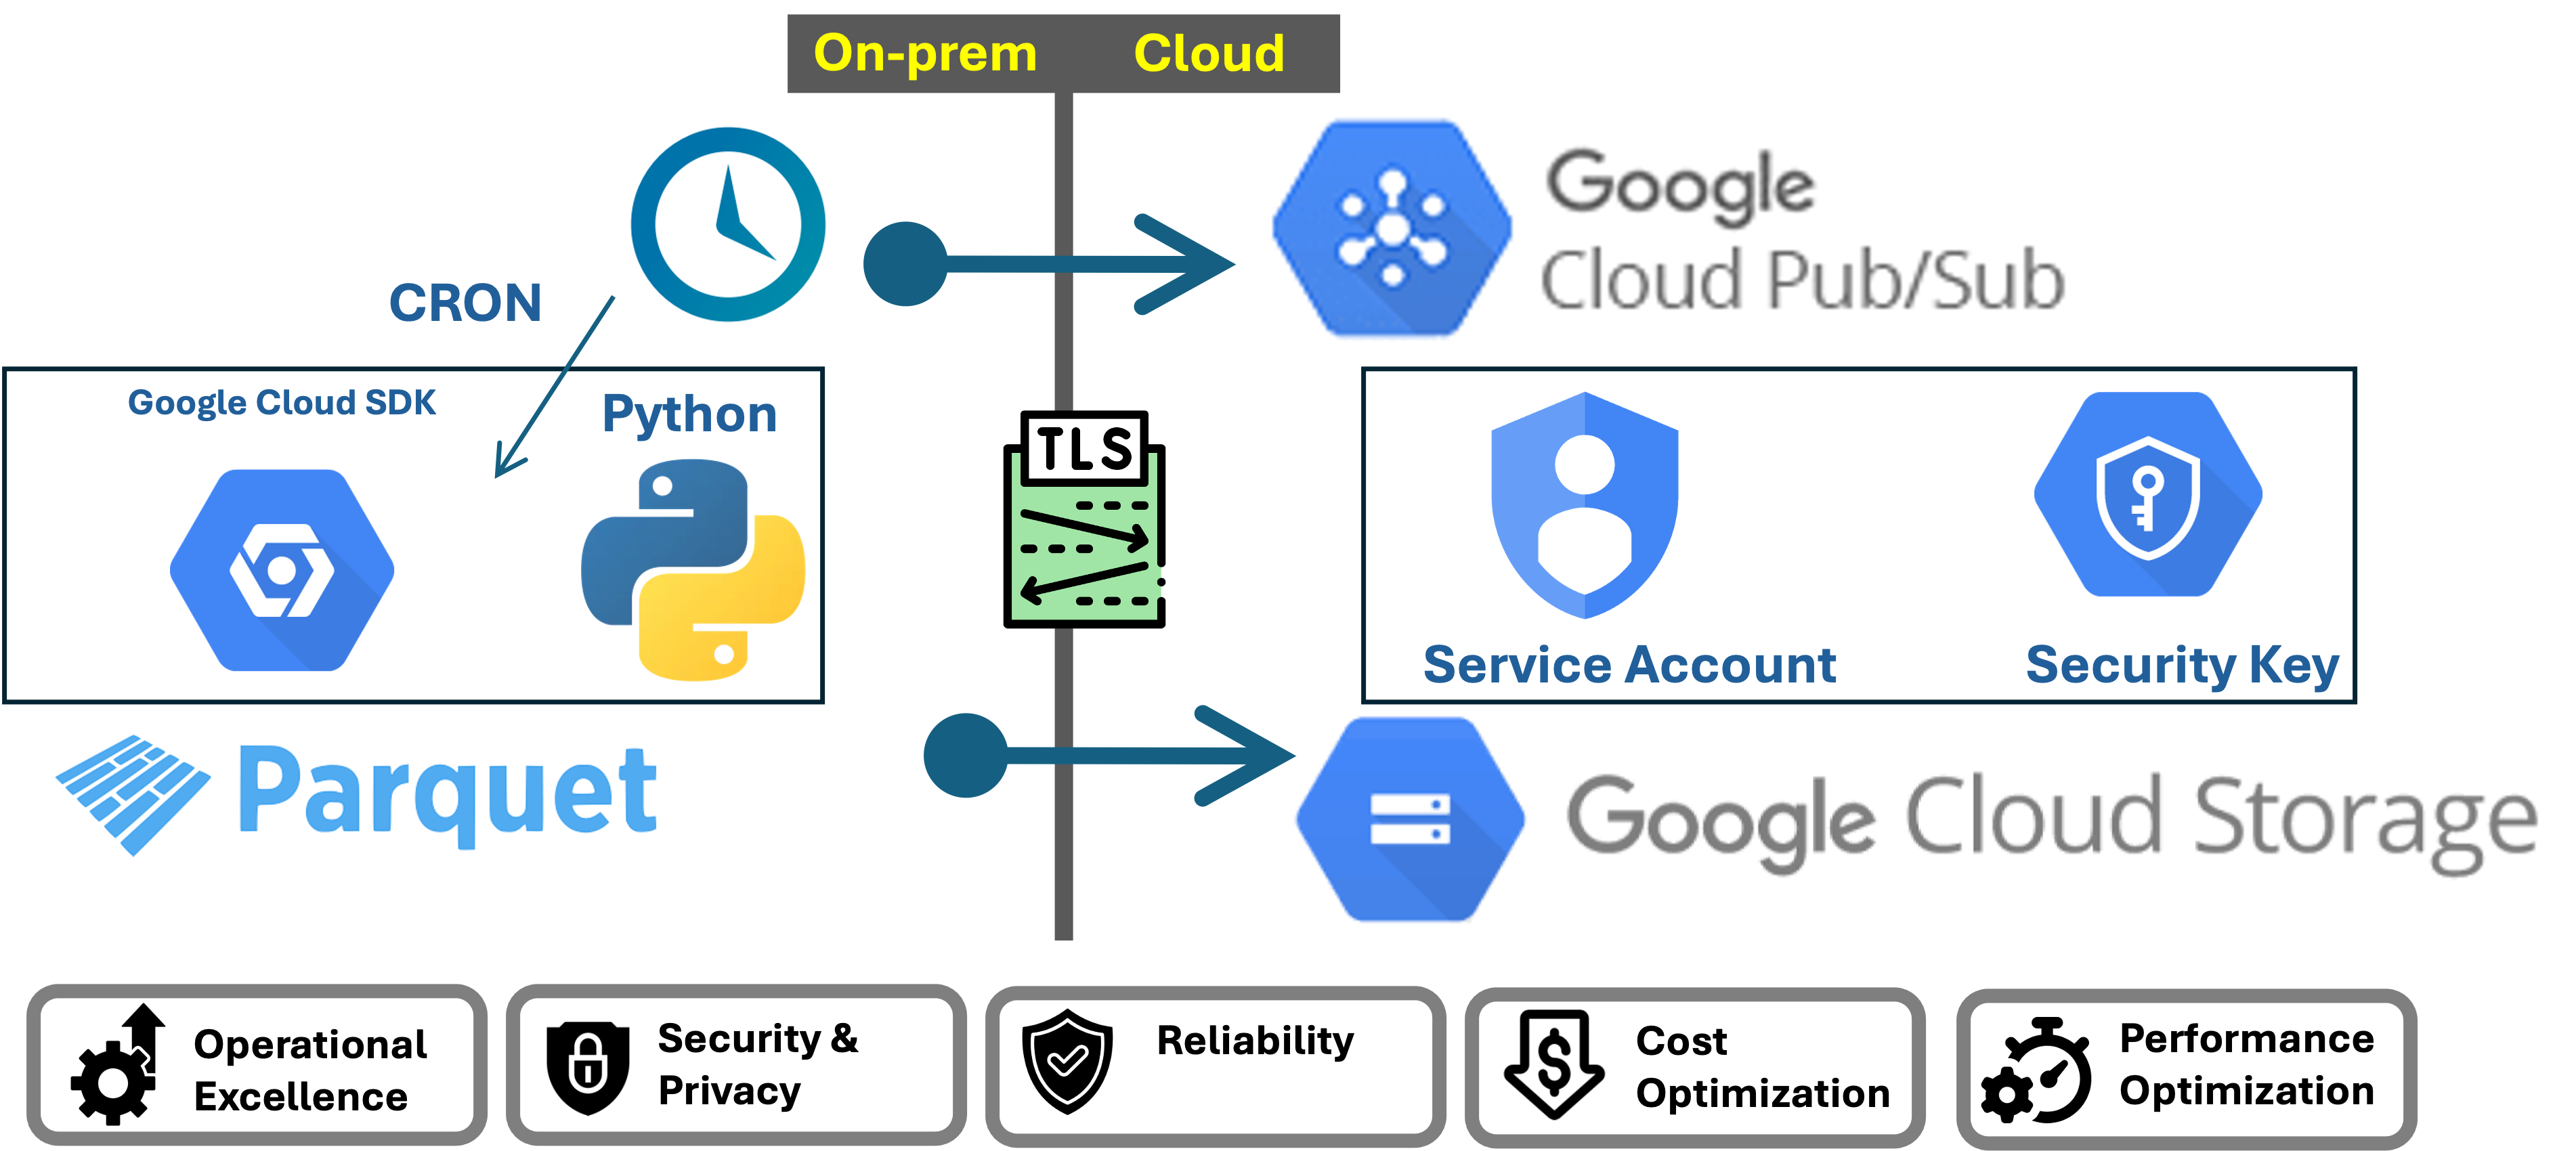 On-prem
Cloud
Google
Cloud Pub/Sub
CRON
Google Cloud SDK
Python
TLS
Service Account
Security Key
Parquet
Google Cloud Storage
Operational
Excellence
Security &
Privacy
Reliability
Cost
Optimization
Performance
Optimization